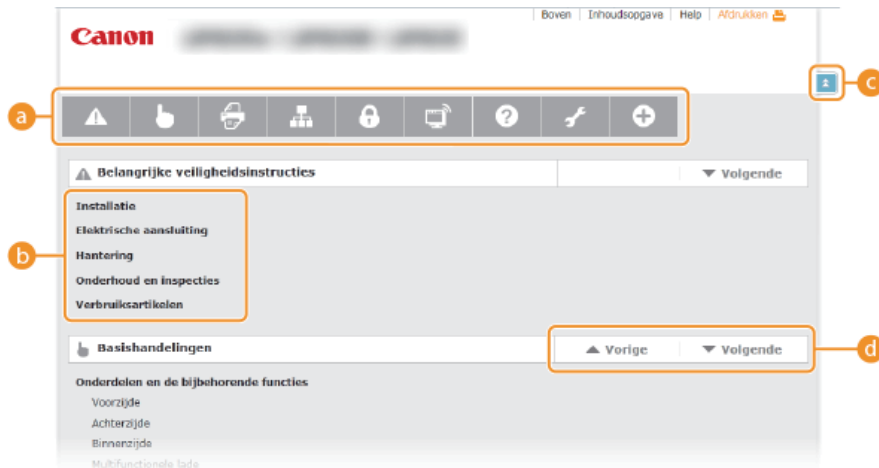 Boven | Inhoudsopgave | Help | Afdrukken
Canon
c
a
Belangrijke veiligheidsinstructies
Volgende
Installatie
Elektrische aansluiting
b
Hantering
Onderhoud en inspecties
Verbruiksartikelen
Basishandelingen
Vorige
Volgende
d
Onderdelen en de bijbehorende functies
Voorzijde
Achterzijde
Binnenzijde
Multifunctionele lade